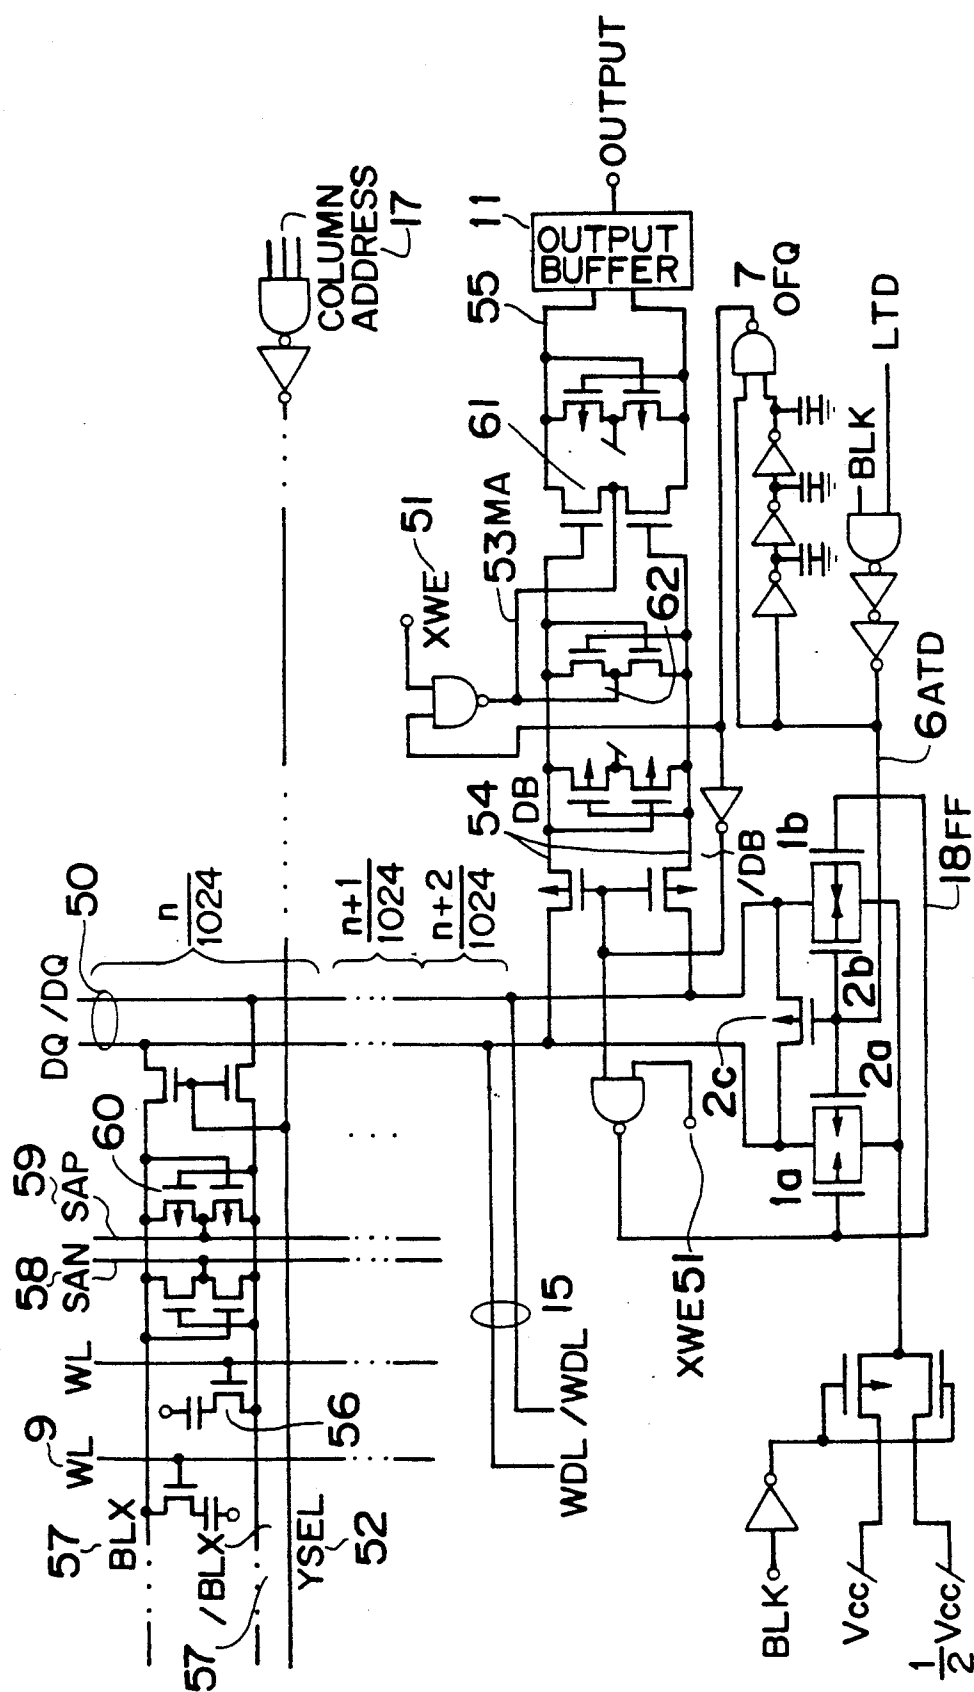 57
BLX
9
WL
WL
58
SAN
59
SAP
60
DQ /DQ
50
n
1024
n+1
1024
n+2
1024
COLUMN
ADDRESS
17
57
/BLX
YSEL
52
56
15
WDL /WDL
XWE
51
53MA
61
55
11
OUTPUT
BUFFER
OUTPUT
62
54
DB
/DB
7
OFQ
LTD
BLK
6ATD
18FF
XWE51
2c
1a
2a
2b
1b
BLK
Vcc
1
2
Vcc